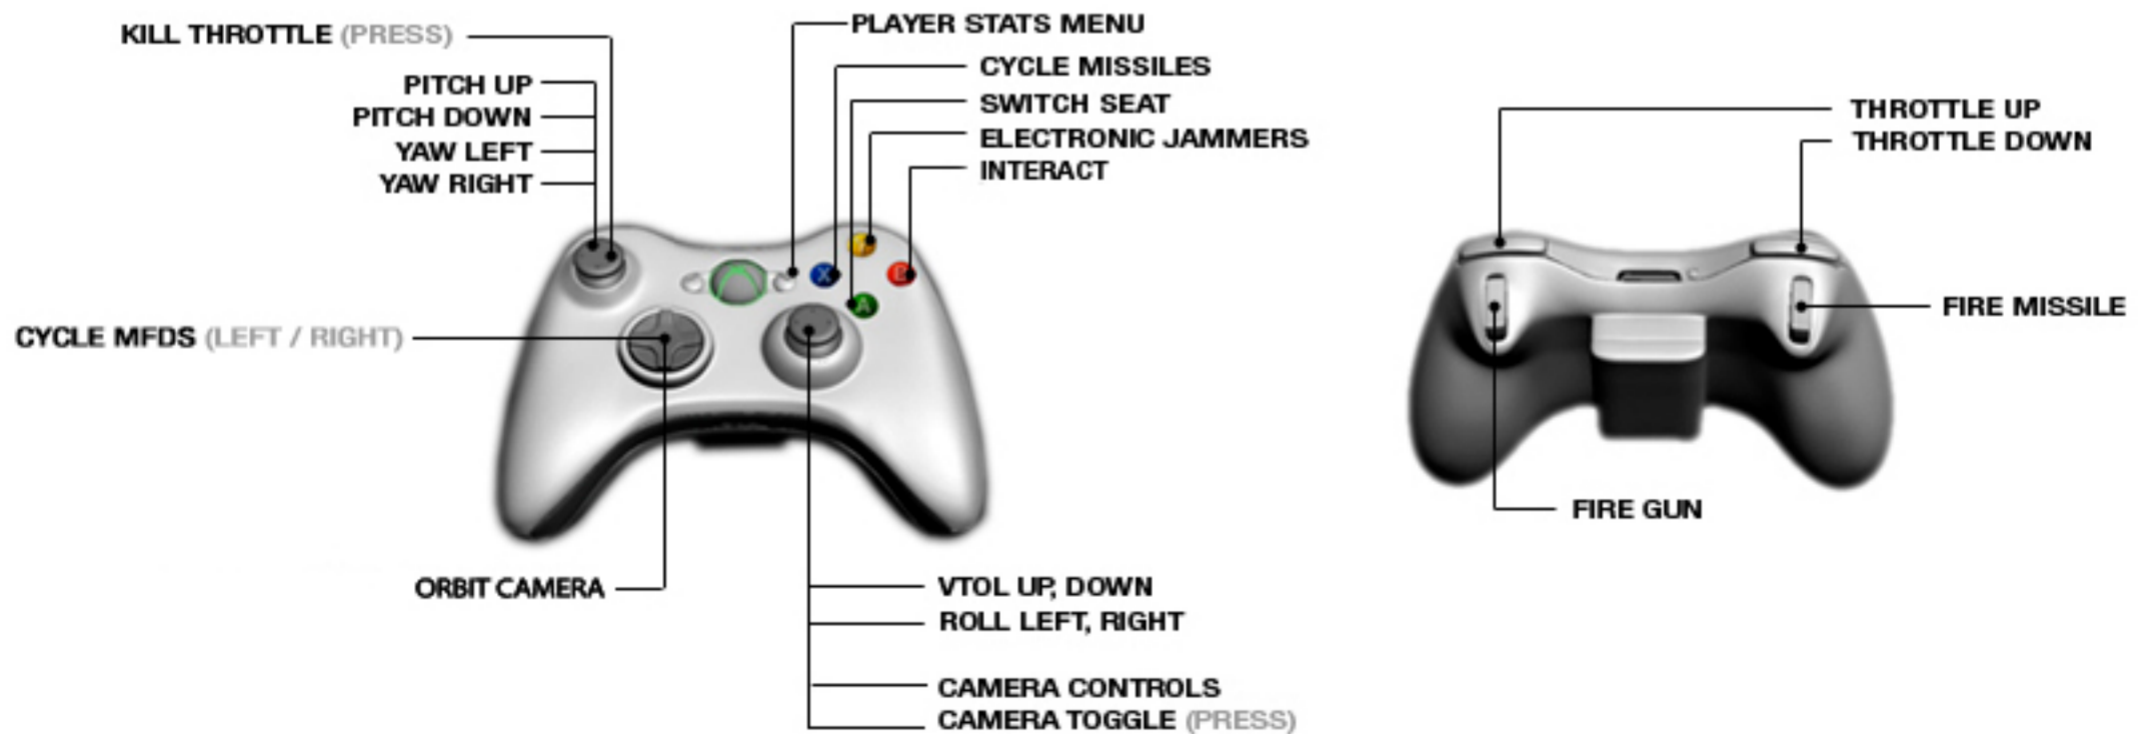 KILL THROTTLE (PRESS)
PITCH UP
PITCH DOWN
YAW LEFT
YAW RIGHT
CYCLE MFDS (LEFT / RIGHT)
ORBIT CAMERA
PLAYER STATS MENU
CYCLE MISSILES
SWITCH SEAT
ELECTRONIC JAMMERS
INTERACT
X
A
VTOL UP, DOWN
ROLL LEFT, RIGHT
CAMERA CONTROLS
CAMERA TOGGLE (PRESS)
THROTTLE UP
THROTTLE DOWN
FIRE MISSILE
FIRE GUN